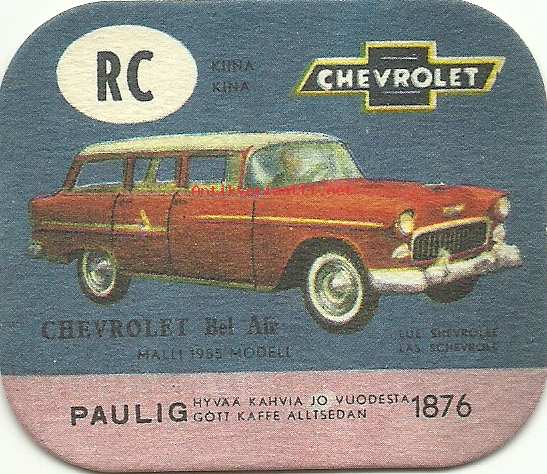 RC
KIINA
KINA
CHEVROLET
CHEVROLET Bel Air
MALLI 1955 MODELL
LUE SHEVROLEE
LÄS SCHEVROLÉ
PAULIG
HYVÄÄ KAHVIA JO VUODESTA
GOTT KAFFE ALLTSEDAN
1876